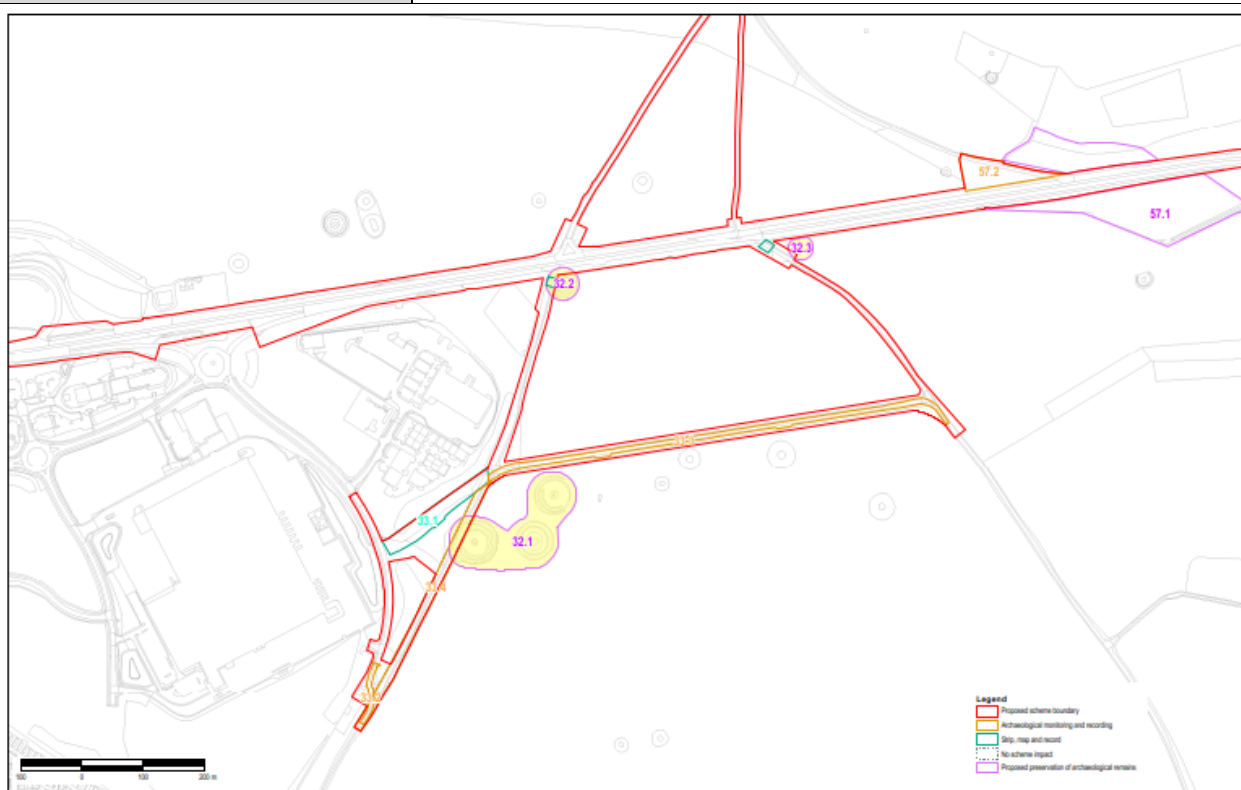 57.2
57.1
32.3
32.2
33.1
32.1
Legend
Proposed scheme boundary
Archaeological monitoring and recording
Strip, map and record
No scheme impact
Proposed preservation of archaeological remains
100 0 100 200 m